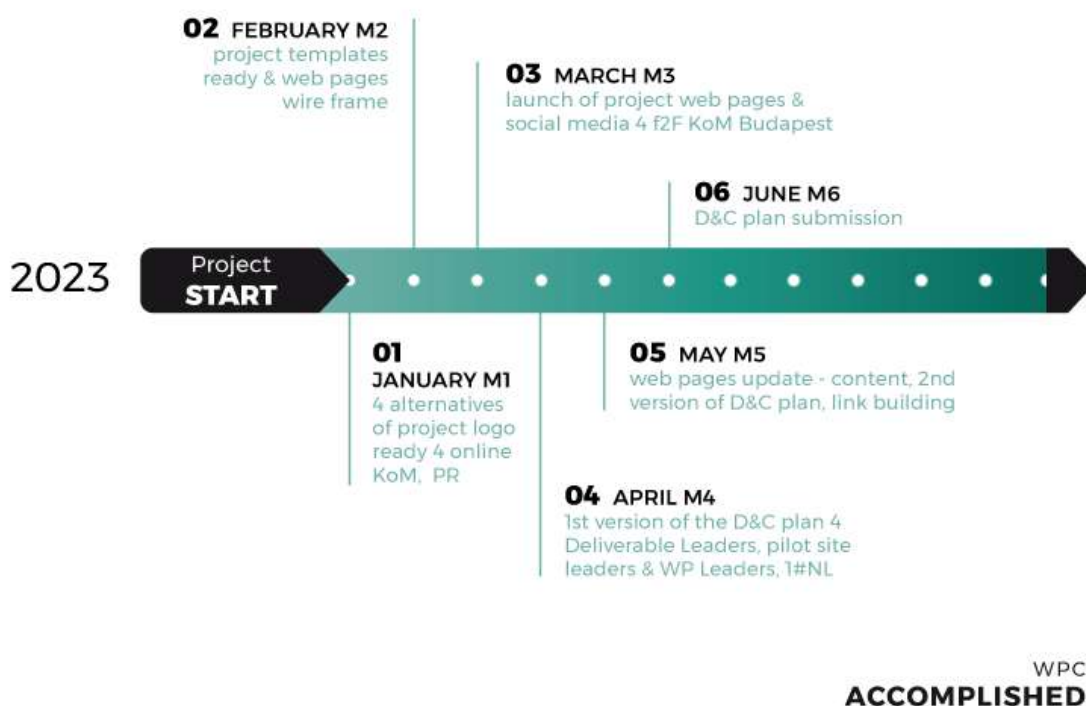 02 FEBRUARY M2
project templates
ready & web pages
wire frame
03 MARCH M3
launch of project web pages &
social media 4 f2F KoM Budapest
06 JUNE M6
D&C plan submission
2023
Project
START
01
JANUARY M1
4 alternatives
of project logo
ready 4 online
KoM, PR
05 MAY M5
web pages update - content, 2nd
version of D&C plan, link building
04 APRIL M4
1st version of the D&C plan 4
Deliverable Leaders, pilot site
leaders & WP Leaders, 1#NL
WPC
ACCOMPLISHED